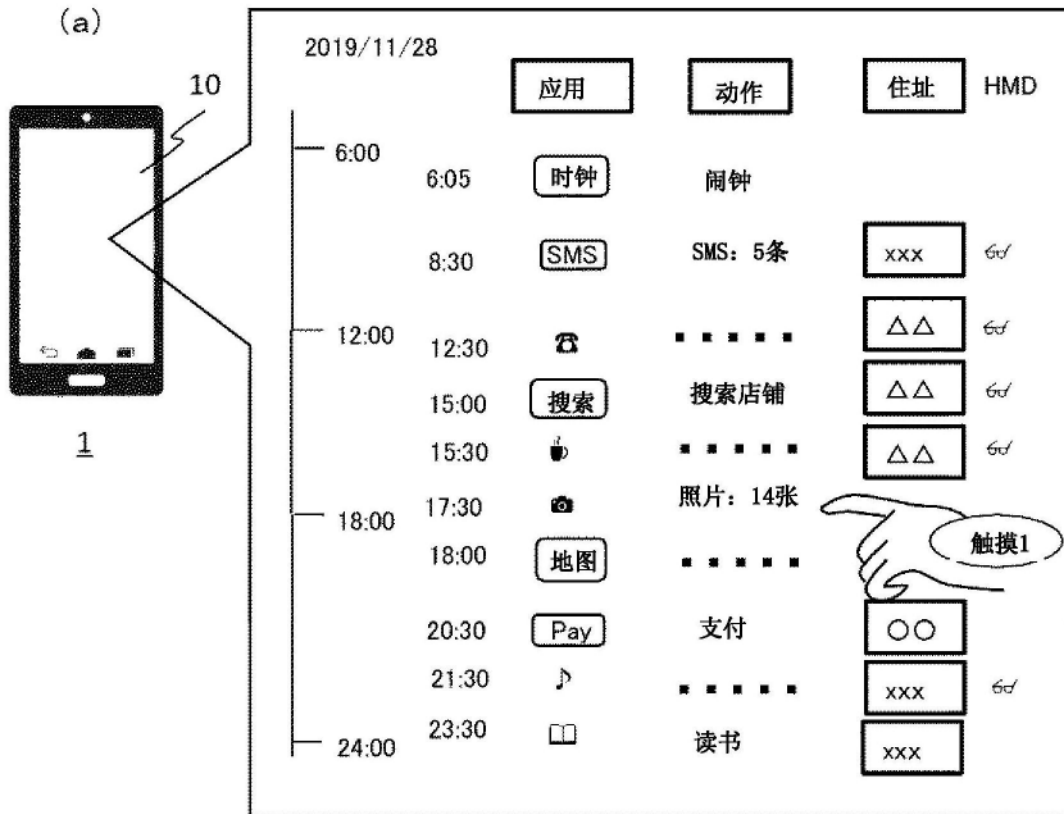 (a)
2019/11/28
应用 动作 住址 HMD
10
6:00
6:05 时钟 闹钟
8:30 SMS SMS：5条 xxx
12:00
12:30 △△
15:00 搜索 搜索店铺 △△
15:30 △△
17:30 照片：14张
18:00
触摸1
18:00 地图
20:30 Pay 支付 ○○
21:30 ♪ xxx
23:30 读书 xxx
24:00
1